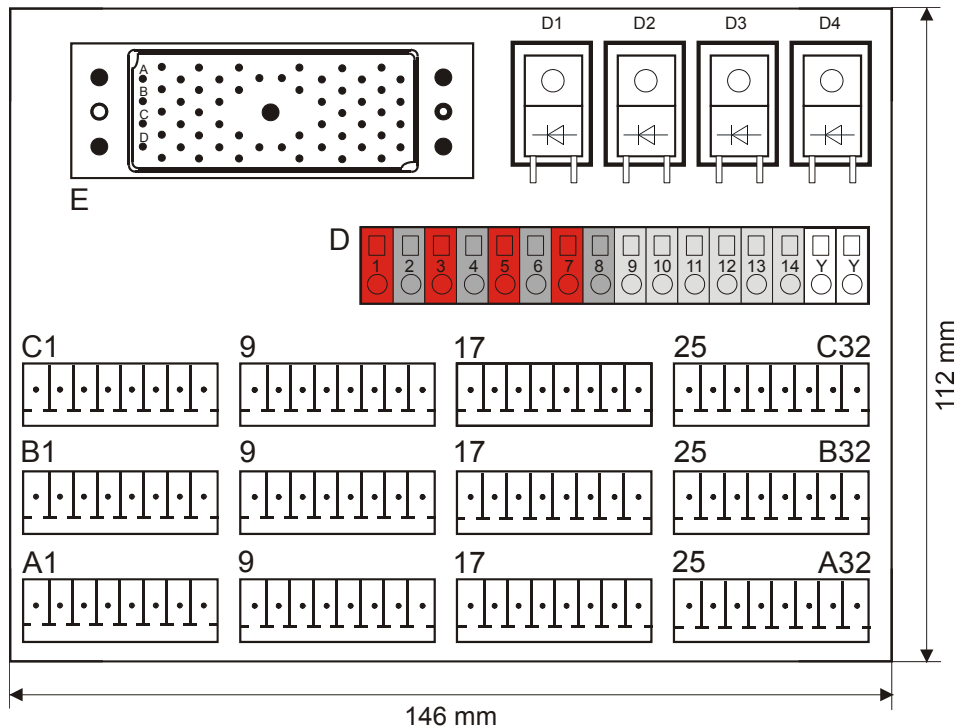 D1 D2 D3 D4
A
B
C
D
E
D
1 2 3 4 5 6 7 8 9 10 11 12 13 14 Y Y
C1 9 17 25 C32
B1 9 17 25 B32
A1 9 17 25 A32
112 mm
146 mm